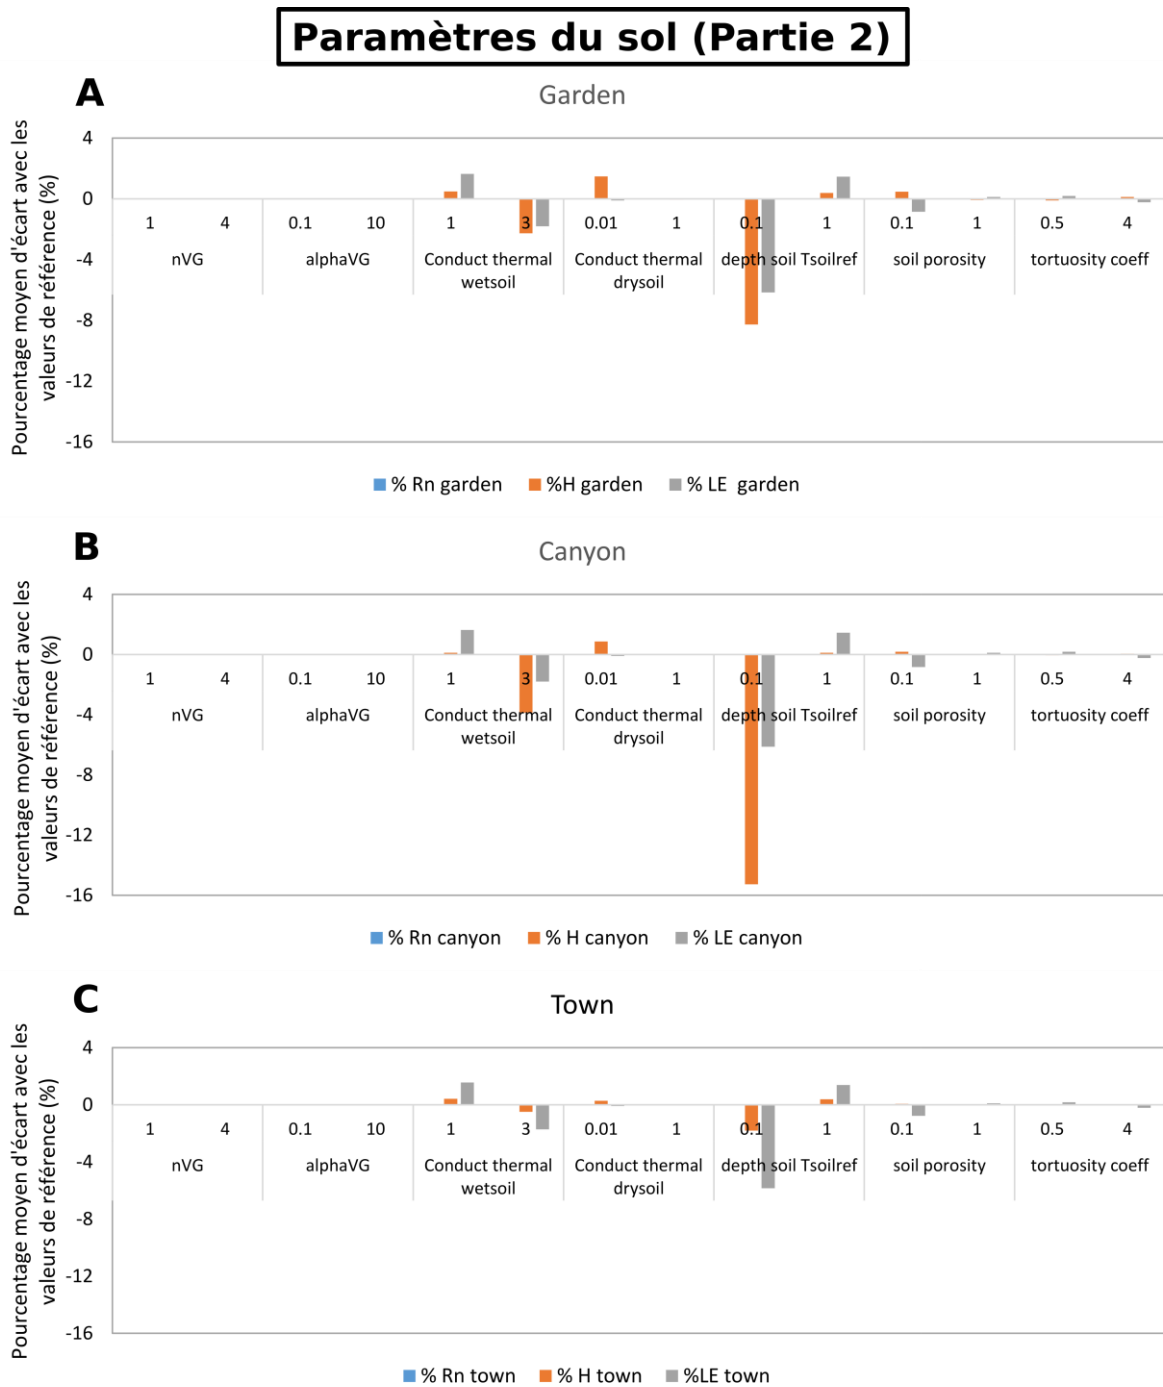 Paramètres du sol (Partie 2)
A
Garden
Pourcentage moyen d'écart avec les
valeurs de référence (%)
4
0
-4
-8
-12
-16
1 4 0.1 10 1 3 0.01 1 0.1 1 0.1 1 0.5 4
nVG alphaVG Conduct thermal Conduct thermal depth soil Tsoilref soil porosity tortuosity coeff
wetsoil drysoil
% Rn garden %H garden % LE garden
B
Canyon
Pourcentage moyen d'écart avec les
valeurs de référence (%)
4
0
-4
-8
-12
-16
1 4 0.1 10 1 3 0.01 1 0.1 1 0.1 1 0.5 4
nVG alphaVG Conduct thermal Conduct thermal depth soil Tsoilref soil porosity tortuosity coeff
wetsoil drysoil
% Rn canyon % H canyon % LE canyon
C
Town
Pourcentage moyen d'écart avec les
valeurs de référence (%)
4
0
-4
-8
-12
-16
1 4 0.1 10 1 3 0.01 1 0.1 1 0.1 1 0.5 4
nVG alphaVG Conduct thermal Conduct thermal depth soil Tsoilref soil porosity tortuosity coeff
wetsoil drysoil
% Rn town % H town %LE town